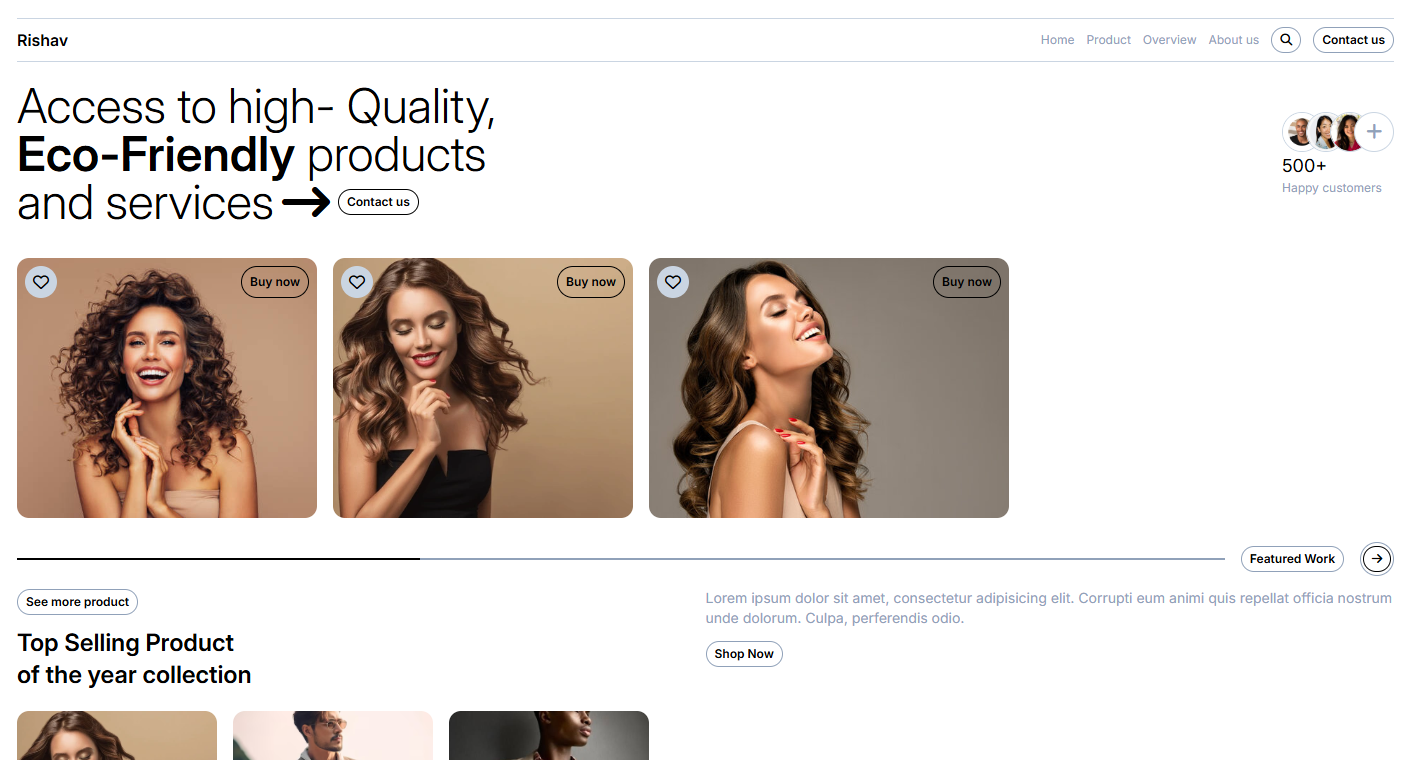 Rishav
Home Product Overview About us Contact us
Access to high- Quality,
Eco-Friendly products
and services
Contact us
500+
Happy customers
Buy now
Buy now
Buy now
Featured Work
See more product
Top Selling Product
of the year collection
Lorem ipsum dolor sit amet, consectetur adipisicing elit. Corrupti eum animi quis repellat officia nostrum
unde dolorum. Culpa, perferendis odio.
Shop Now